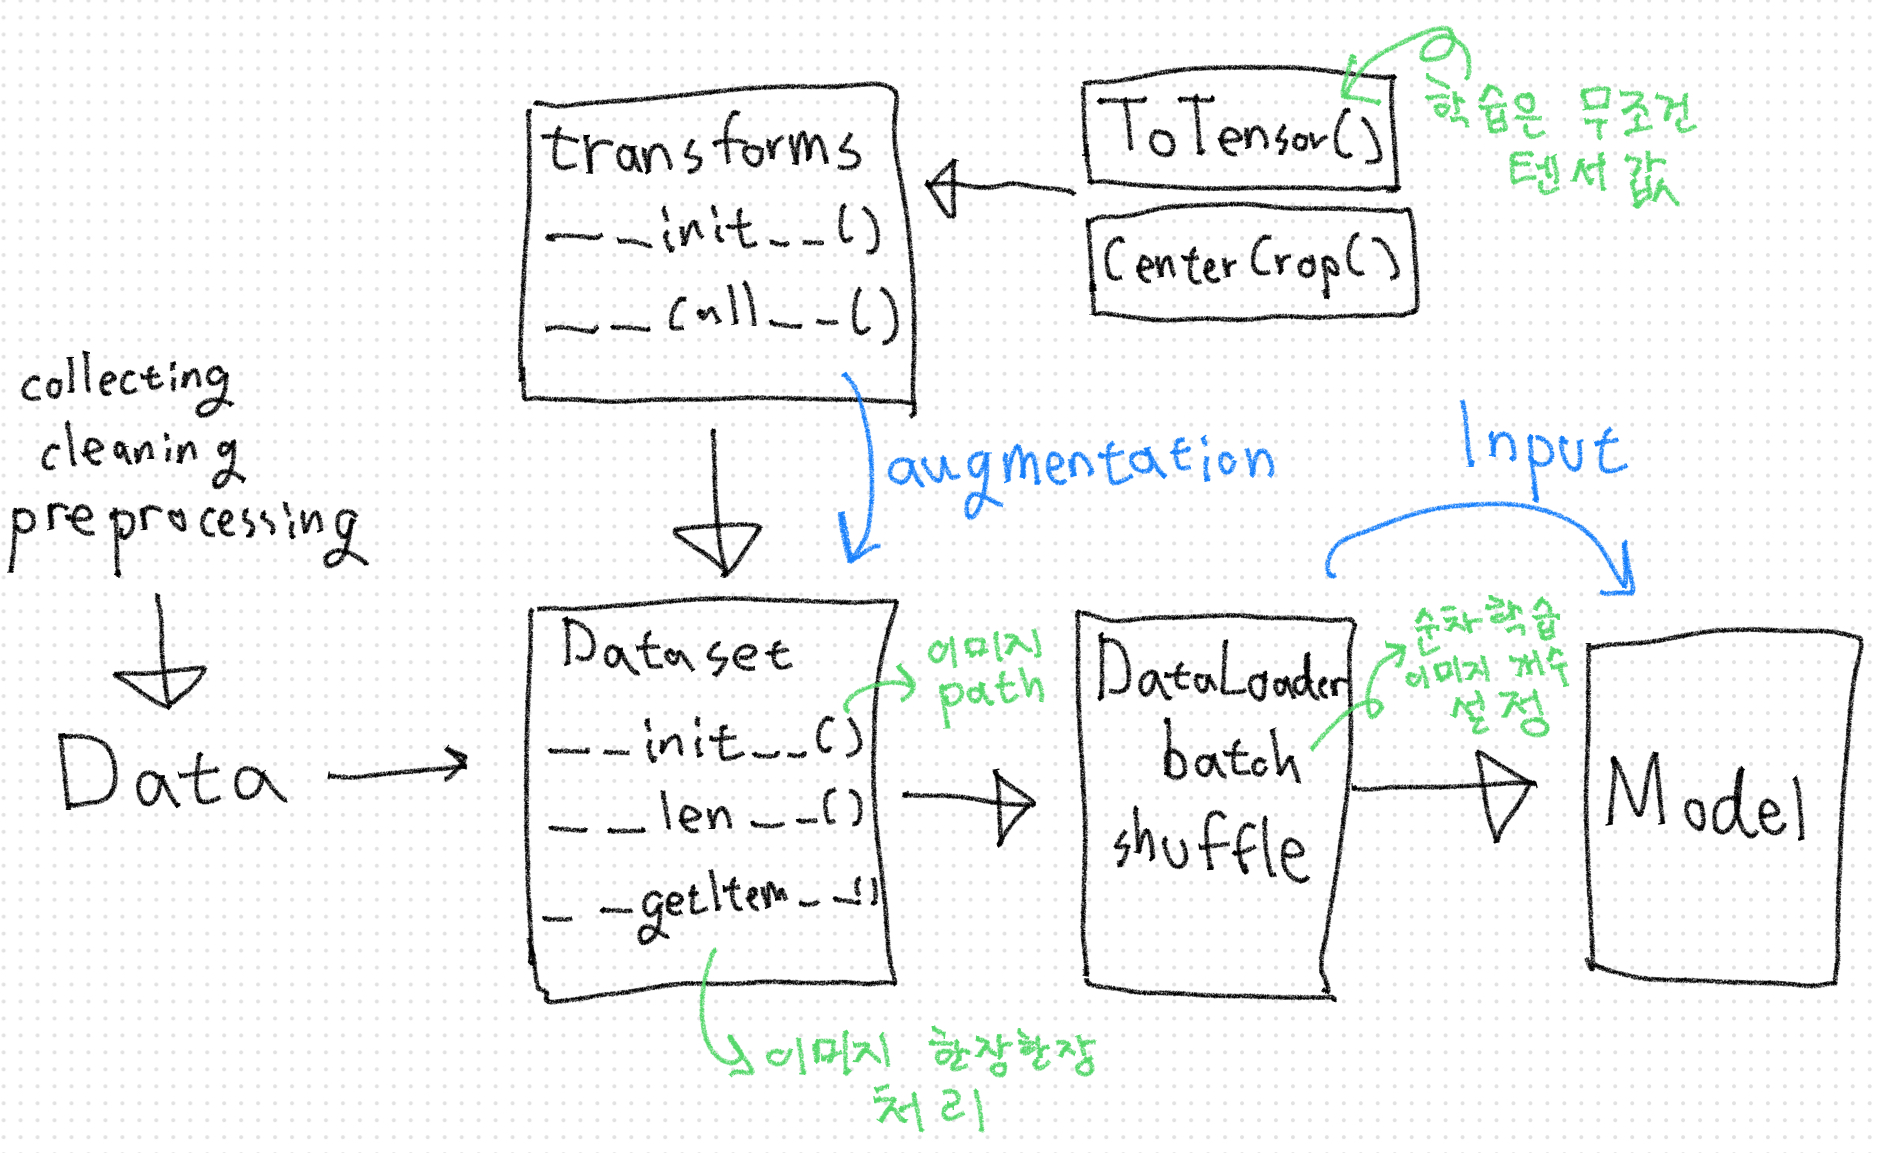 transforms
__init__()
__call__()
ToTensor()
CenterCrop()
학습은 무조건
텐서 값
collecting
cleaning
preprocessing
augmentation
Input
Data
Dataset
__init__()
__len__()
__getItem__()
이미지
path
이미지 한장한장
처리
DataLoader
batch
shuffle
순차학습
이미지 개수
설정
Model